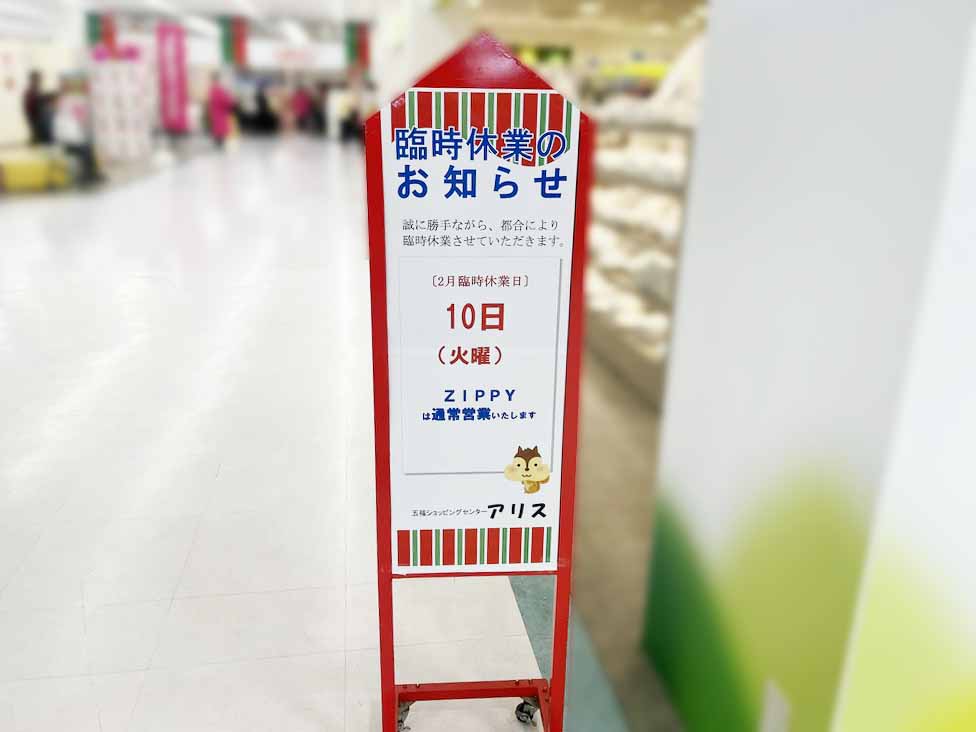 臨時休業の
お知らせ
誠に勝手ながら、都合により
臨時休業させていただきます。
〔2月臨時休業日〕
10日
（火曜）
ZIPPY
は通常営業いたします
五福ショッピングセンターアリス